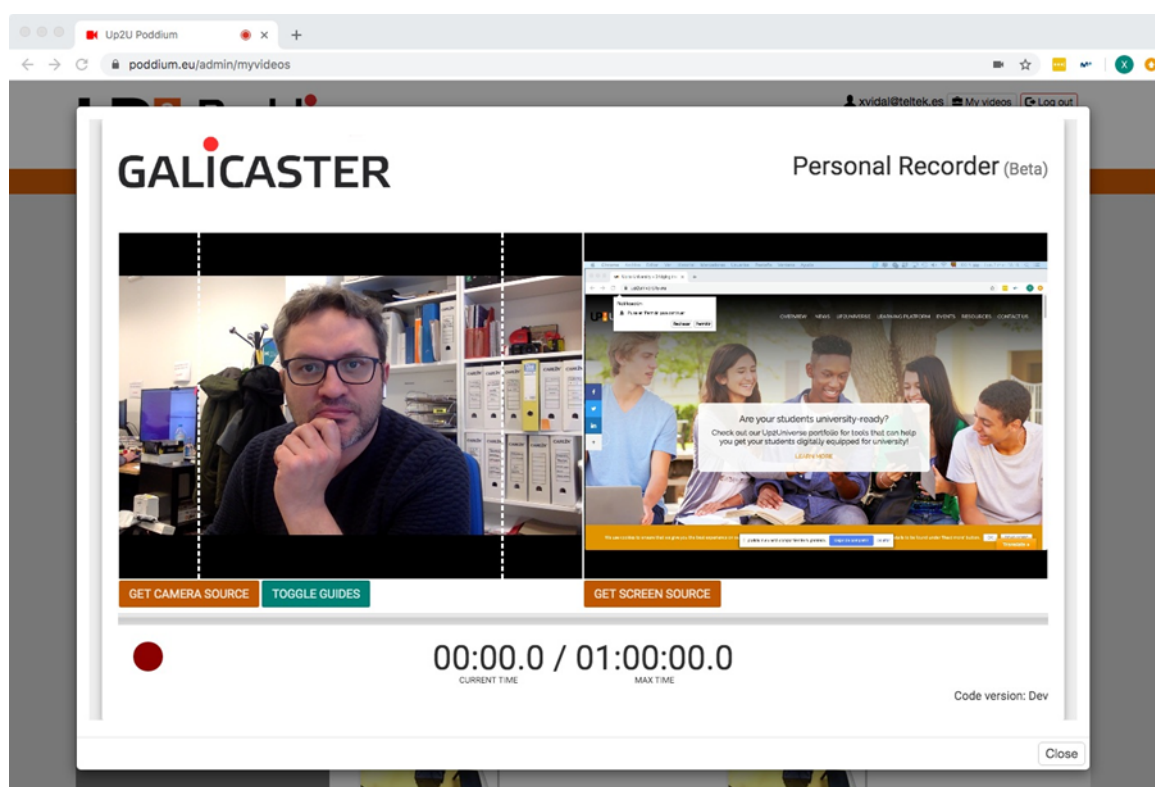 Up2U Poddium
poddium.eu/admin/myvideos
X
xvidal@teltek.es My videos Log out
GALiCASTER
Personal Recorder (Beta)
OVERVIEW NEWS UP2UNIVERSE LEARNING PLATFORM EVENTS RESOURCES CONTACT US
Are your students university-ready?
Check out our Up2Universe portfolio for tools that can help
you get your students digitally equipped for university!
LEARN MORE
GET CAMERA SOURCE TOGGLE GUIDES GET SCREEN SOURCE
00:00.0 / 01:00:00.0
CURRENT TIME MAX TIME
Code version: Dev
Close